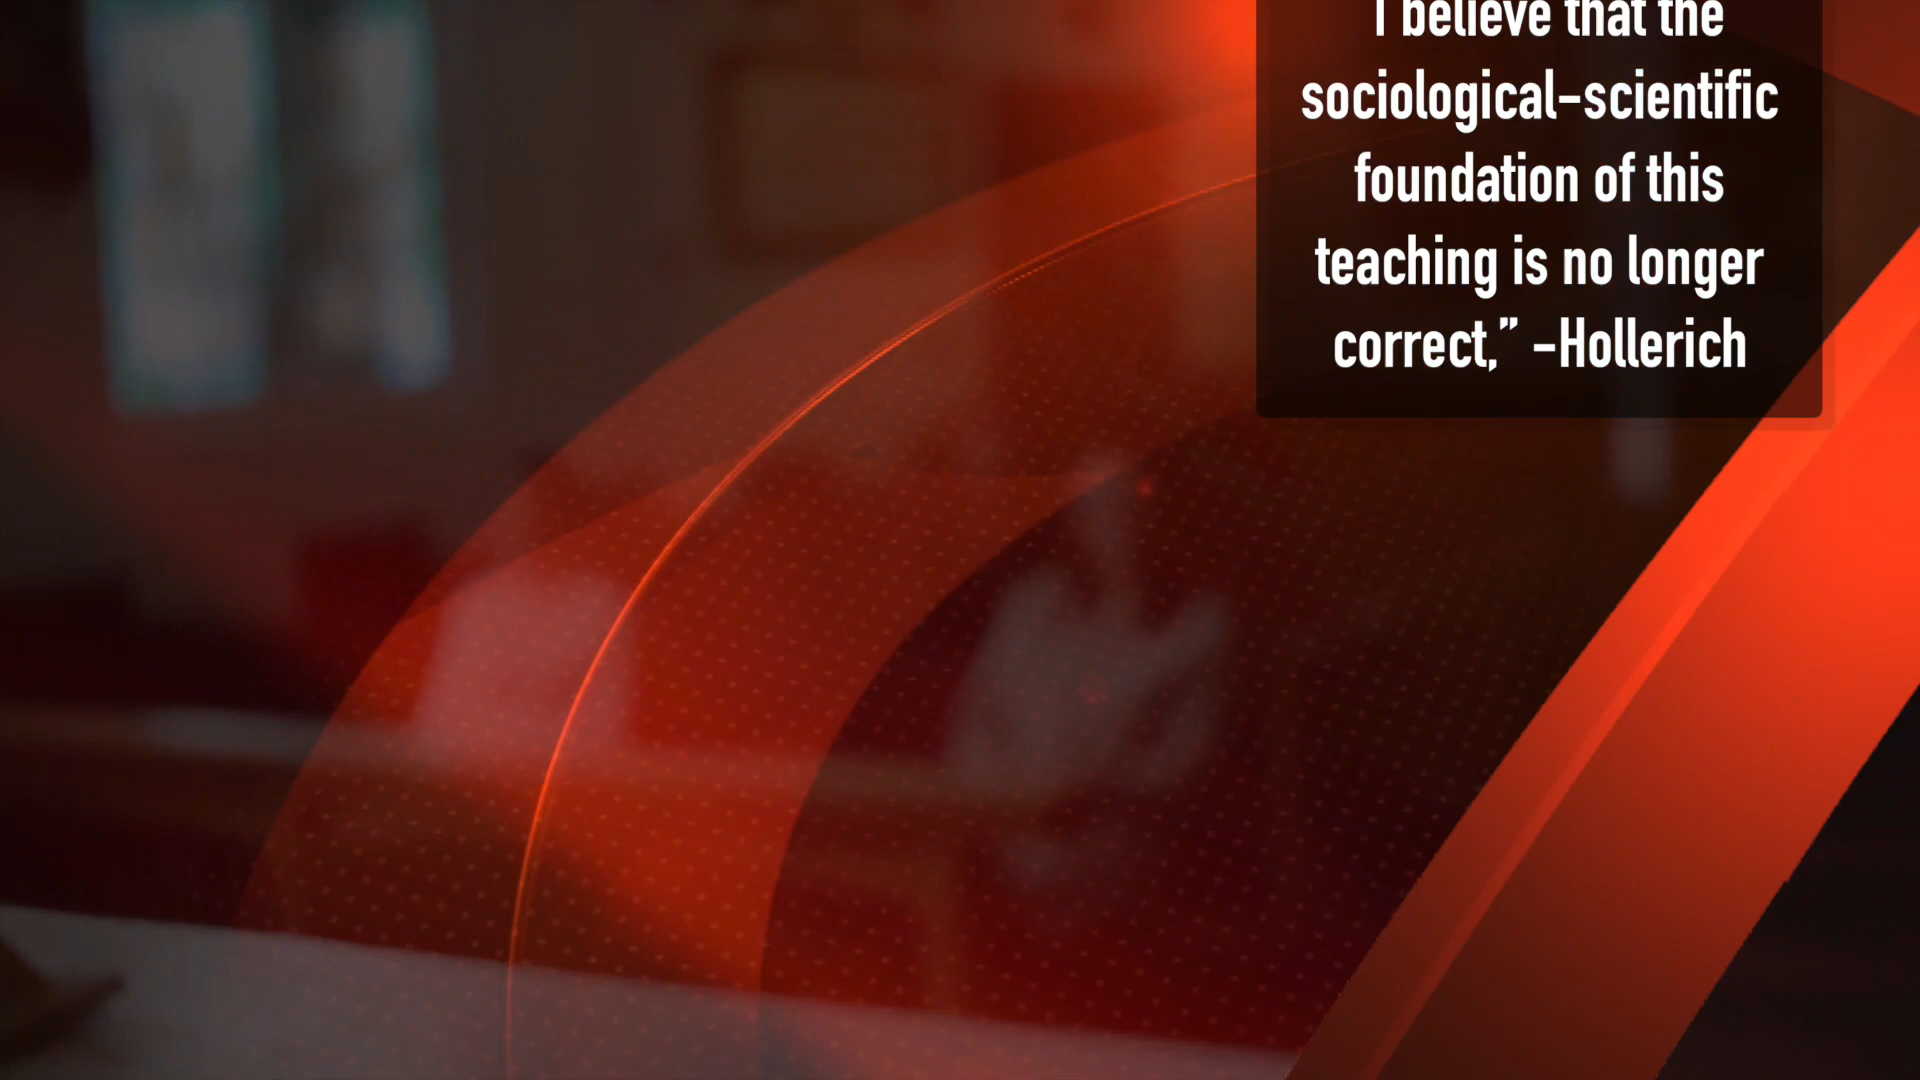 I believe that the
sociological-scientific
foundation of this
teaching is no longer
correct,” -Hollerich